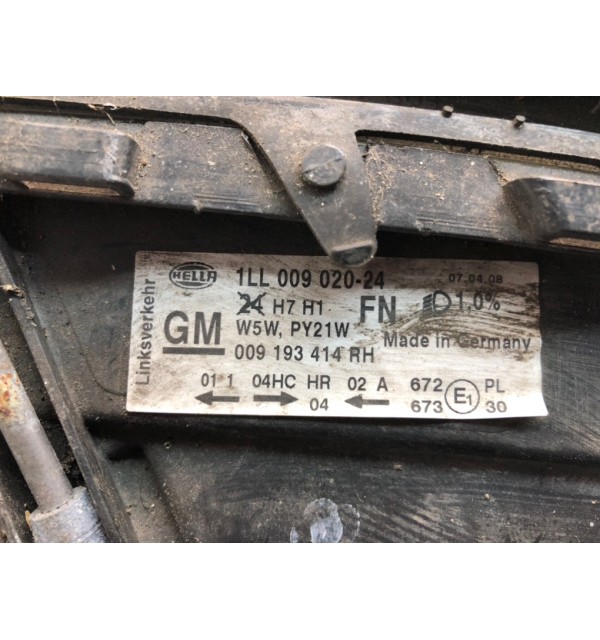 Linksverkehr
HELLA 1LL 009 020-24 07.04.08
24 H7 H1 FN 1,0%
GM W5W, PY21W Made in Germany
009 193 414 RH
01 1 04HC HR 02 A 672 E1 PL
04 673 30